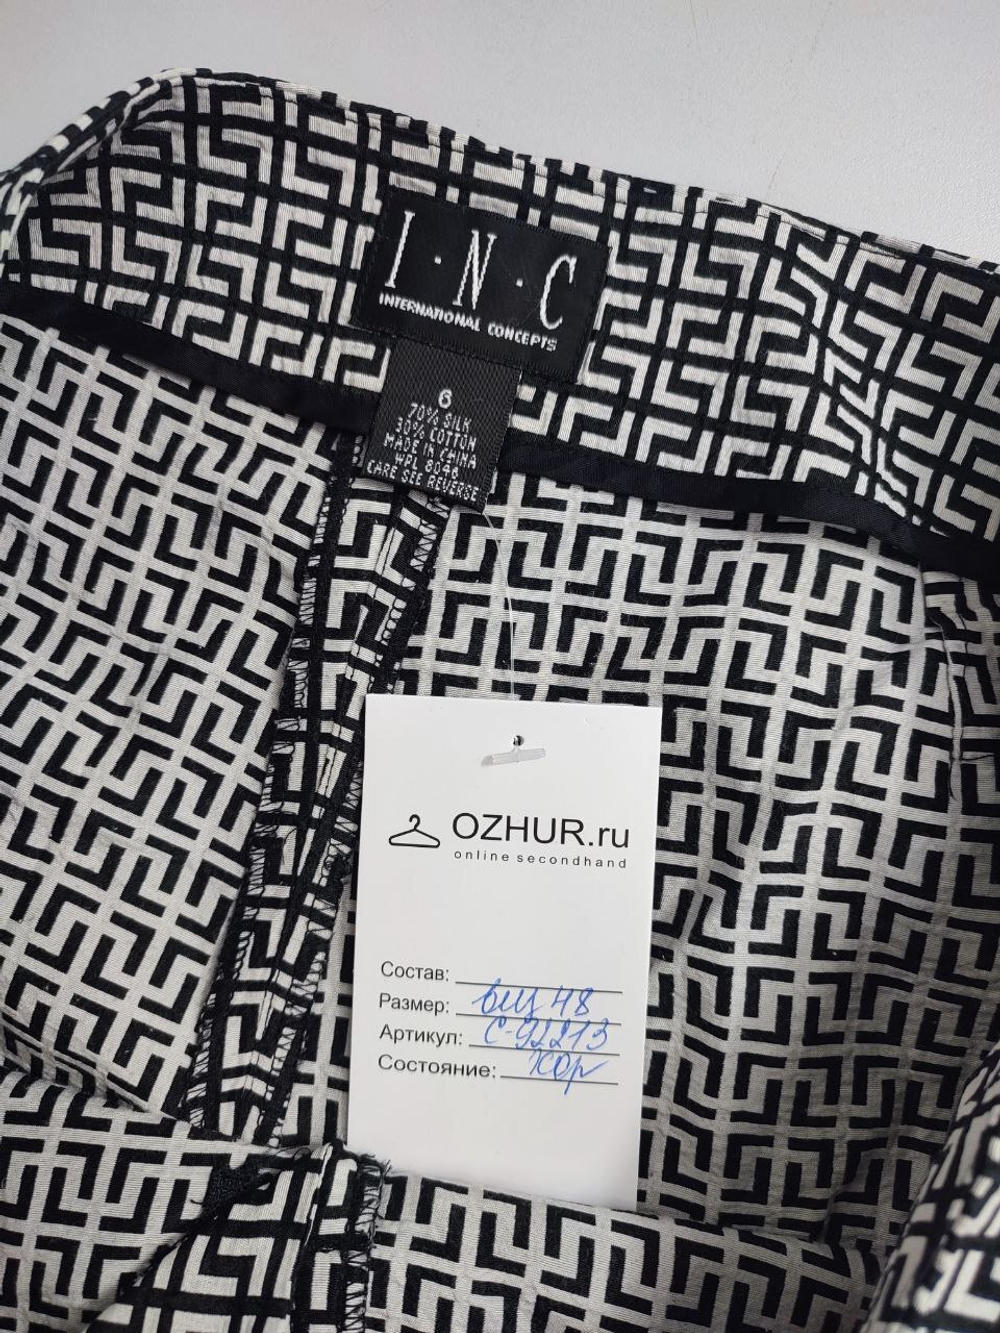 I·N·C
INTERNATIONAL CONCEPTS
6
70% SILK
30% COTTON
MADE IN CHINA
WPL 8046
CARE SEE REVERSE
OZHUR.ru
online secondhand
Состав:
Размер: 48
Артикул: С-92213
Состояние: хор